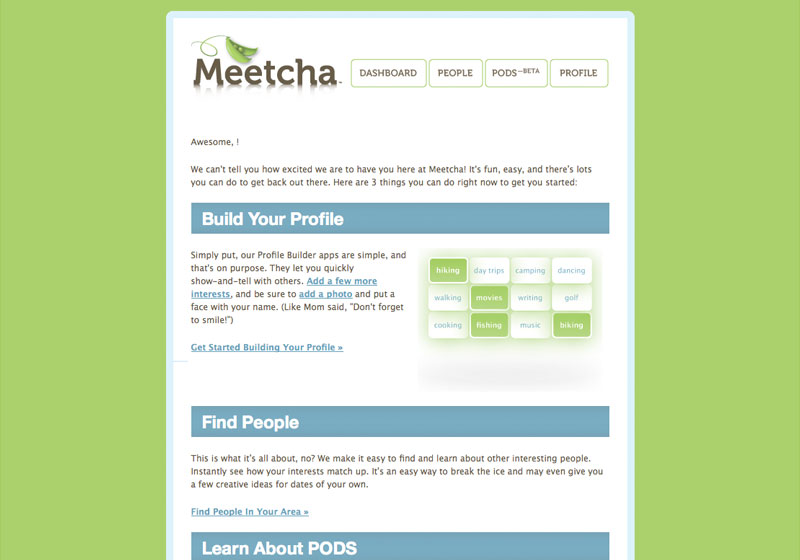 Meetcha™
DASHBOARD
PEOPLE
PODS—BETA
PROFILE
Awesome, !
We can't tell you how excited we are to have you here at Meetcha! It's fun, easy, and there's lots
you can do to get back out there. Here are 3 things you can do right now to get you started:
Build Your Profile
Simply put, our Profile Builder apps are simple, and
that's on purpose. They let you quickly
show-and-tell with others. Add a few more
interests, and be sure to add a photo and put a
face with your name. (Like Mom said, "Don't forget
to smile!")
Get Started Building Your Profile »
hiking day trips camping dancing
walking movies writing golf
cooking fishing music biking
Find People
This is what it's all about, no? We make it easy to find and learn about other interesting people.
Instantly see how your interests match up. It's an easy way to break the ice and may even give you
a few creative ideas for dates of your own.
Find People In Your Area »
Learn About PODS